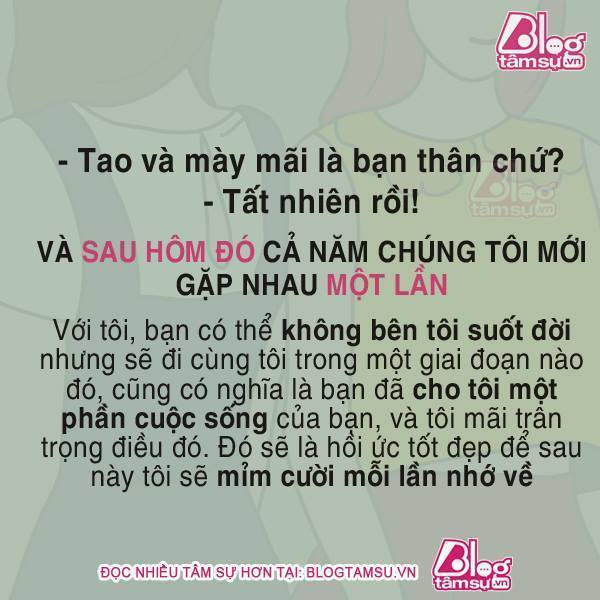 Blog
tâmsự.vn
- Tao và mày mãi là bạn thân chứ?
Blog
tâmsự.vn
- Tất nhiên rồi!
VÀ SAU HÔM ĐÓ CẢ NĂM CHÚNG TÔI MỚI
GẶP NHAU MỘT LẦN
Với tôi, bạn có thể không bên tôi suốt đời
nhưng sẽ đi cùng tôi trong một giai đoạn nào
đó, cũng có nghĩa là bạn đã cho tôi một
phần cuộc sống của bạn, và tôi mãi trân
trọng điều đó. Đó sẽ là hồi ức tốt đẹp để sau
này tôi sẽ mỉm cười mỗi lần nhớ về
Blog
tâmsự.vn
ĐỌC NHIỀU TÂM SỰ HƠN TẠI: BLOGTAMSU.VN